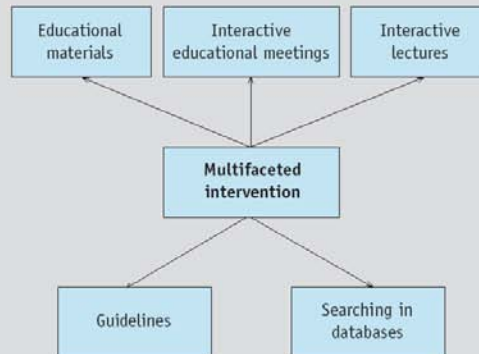 Educational
materials
Interactive
educational meetings
Interactive
lectures
Multifaceted
intervention
Guidelines
Searching in
databases